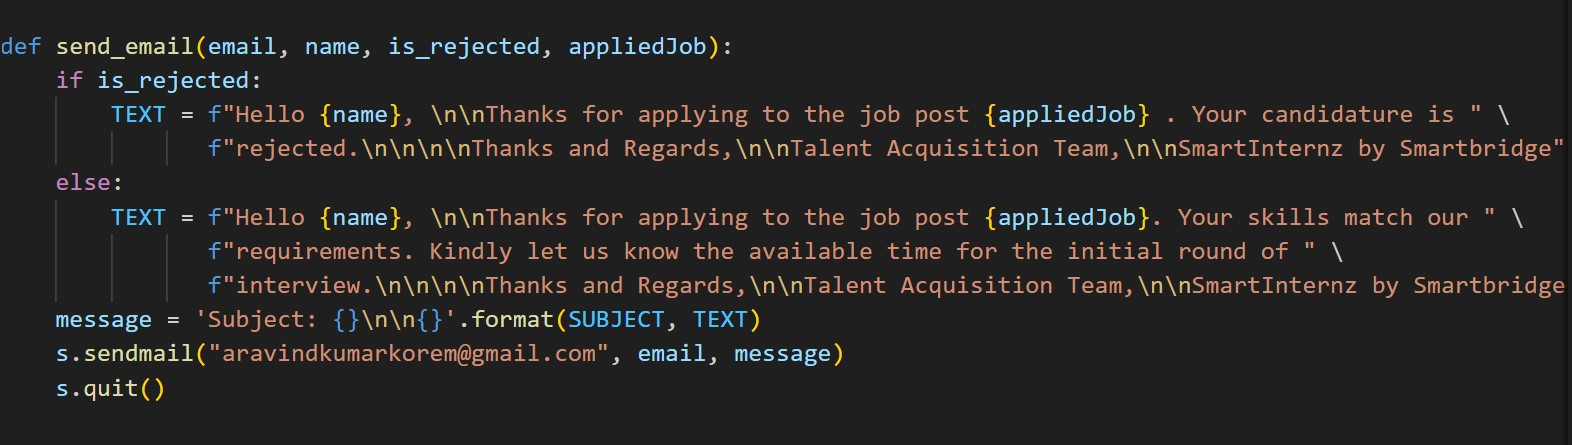 def send_email(email, name, is_rejected, appliedJob):
    if is_rejected:
        TEXT = f"Hello {name}, \n\nThanks for applying to the job post {appliedJob} . Your candidature is " \
               f"rejected.\n\n\n\nThanks and Regards,\n\nTalent Acquisition Team,\n\nSmartInternz by Smartbridge"
    else:
        TEXT = f"Hello {name}, \n\nThanks for applying to the job post {appliedJob}. Your skills match our " \
               f"requirements. Kindly let us know the available time for the initial round of " \
               f"interview.\n\n\n\nThanks and Regards,\n\nTalent Acquisition Team,\n\nSmartInternz by Smartbridge
    message = 'Subject: {}\n\n{}'.format(SUBJECT, TEXT)
    s.sendmail("aravindkumarkorem@gmail.com", email, message)
    s.quit()